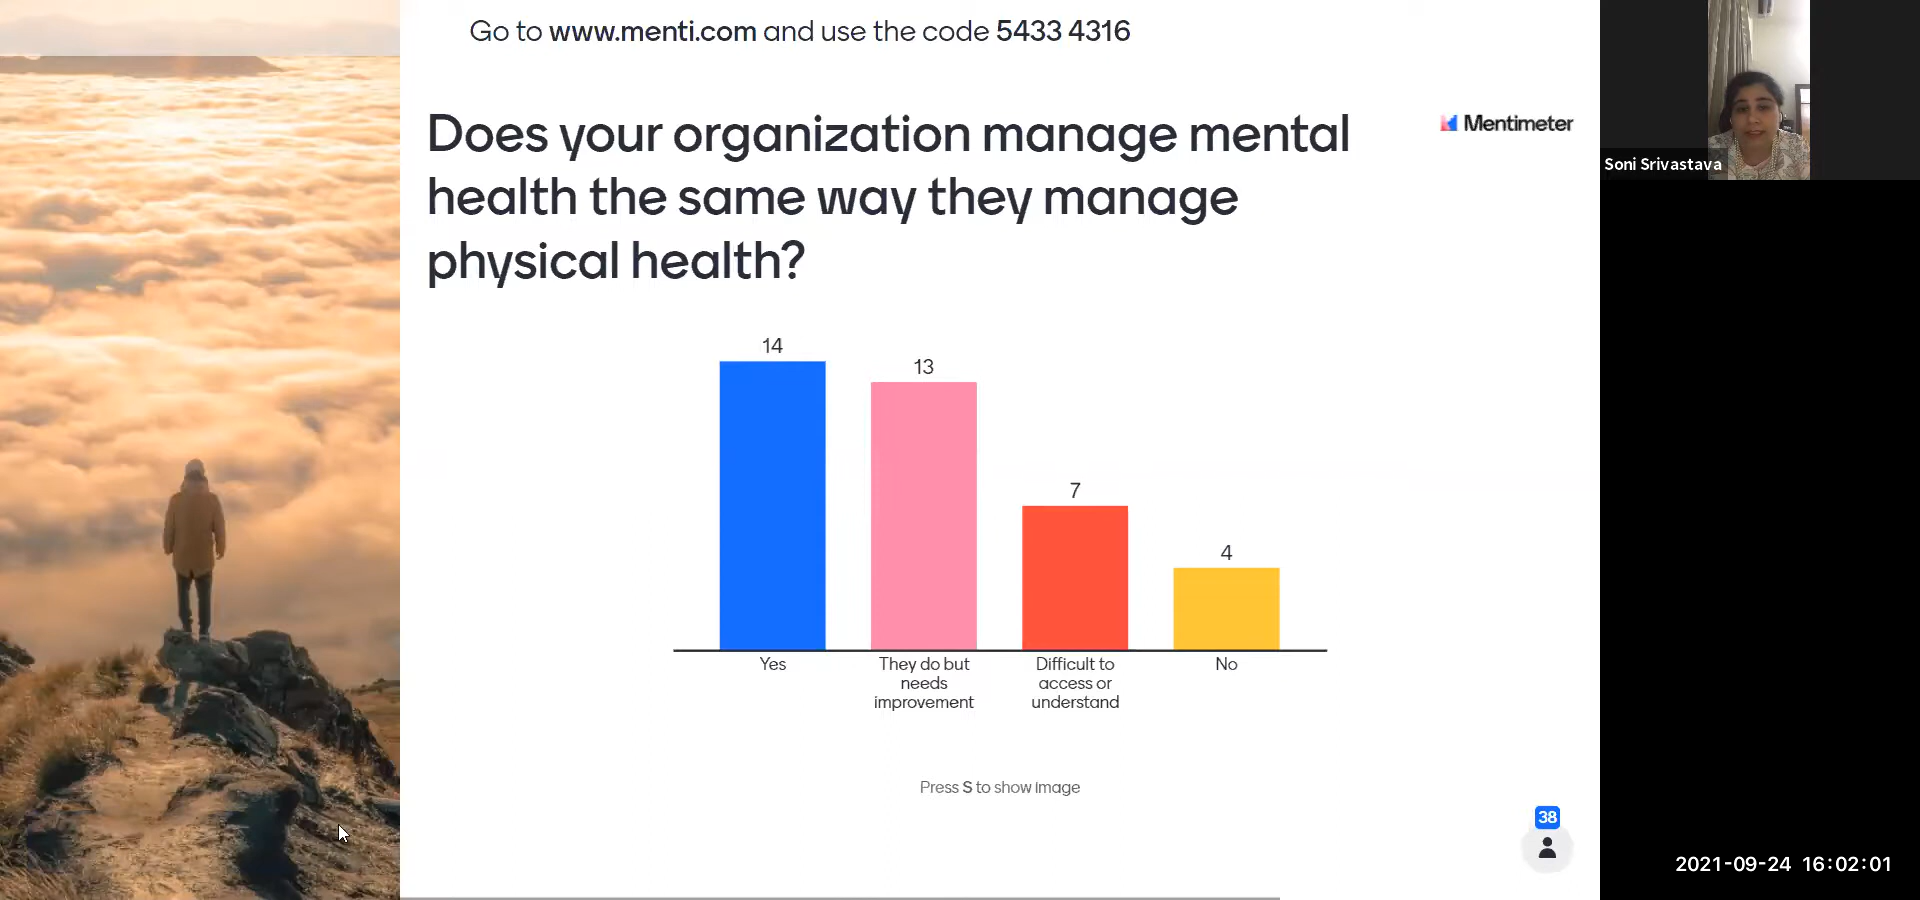 Go to www.menti.com and use the code 5433 4316
Does your organization manage mental
health the same way they manage
physical health?
Mentimeter
Soni Srivastava
14
13
7
4
Yes
They do but
needs
improvement
Difficult to
access or
understand
No
Press S to show image
38
2021-09-24 16:02:01